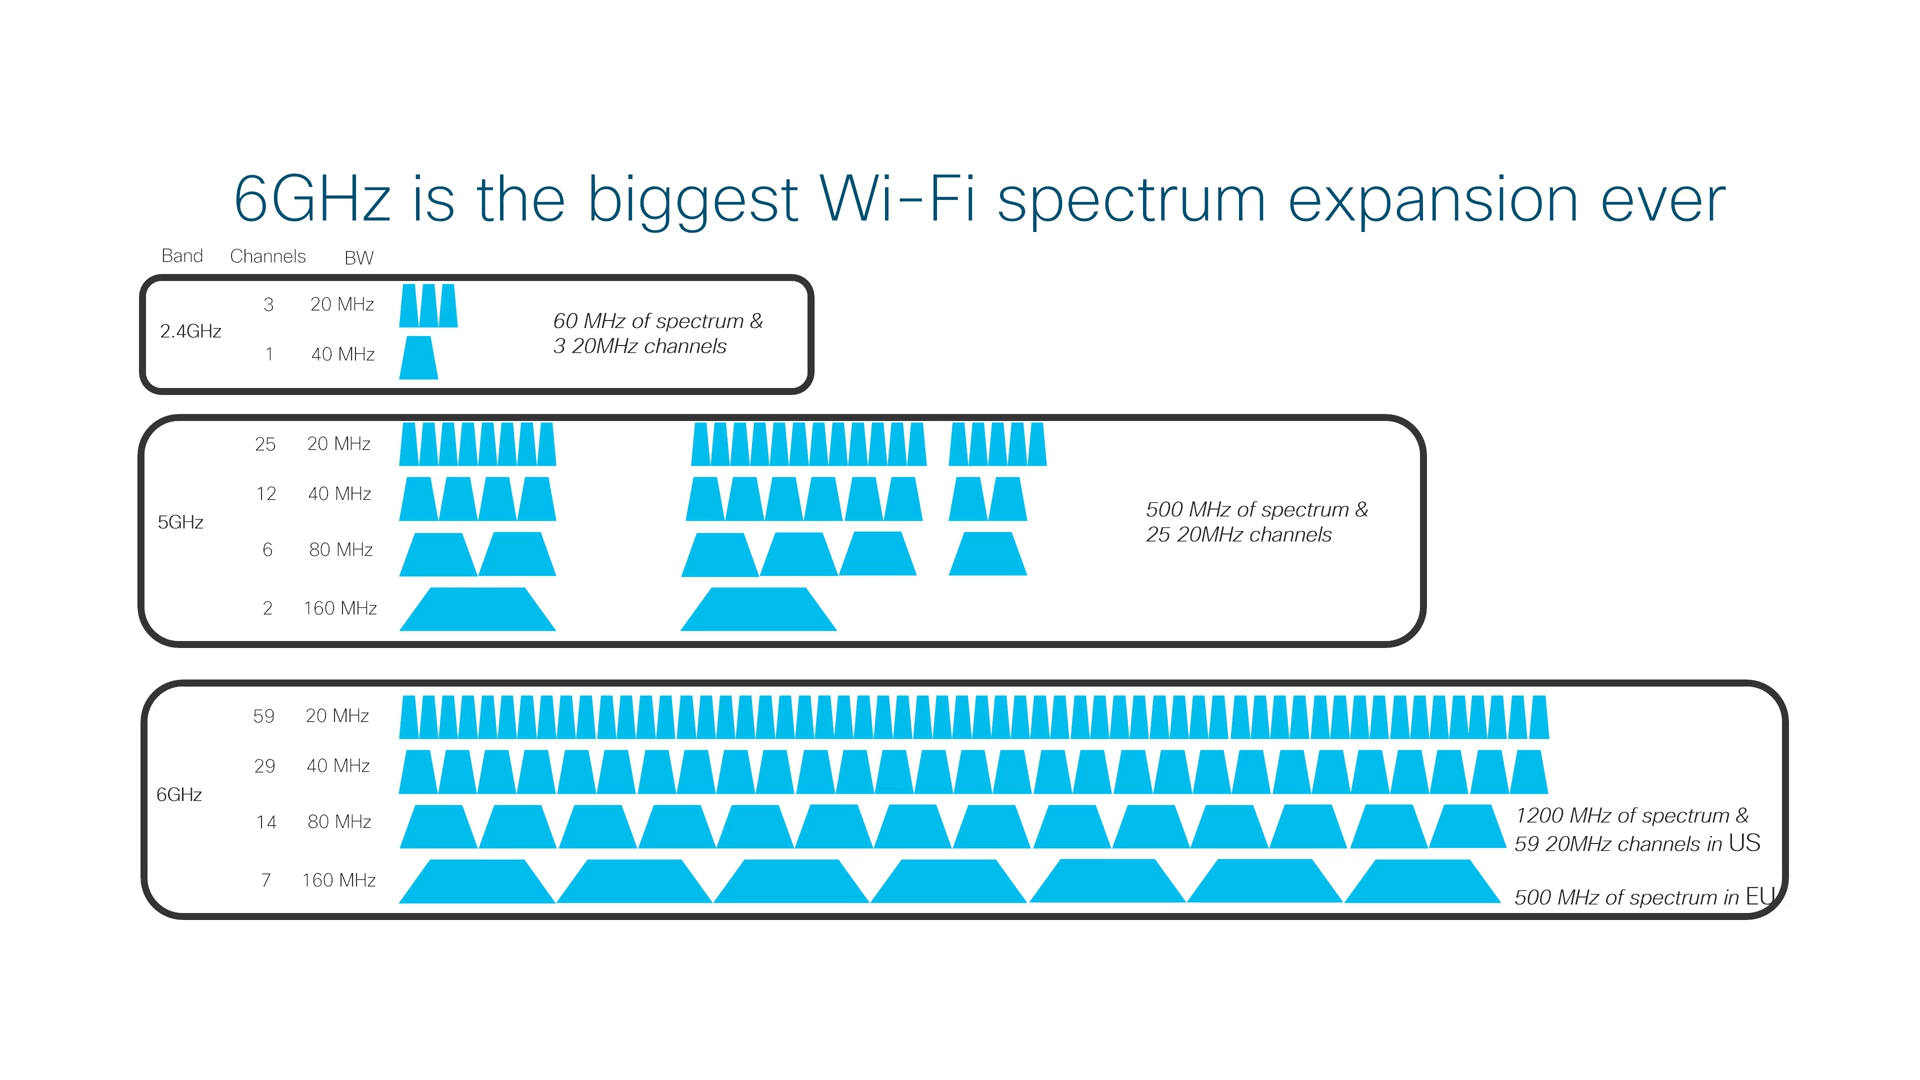 6GHz is the biggest Wi-Fi spectrum expansion ever
Band Channels BW
2.4GHz
3 20 MHz
1 40 MHz
60 MHz of spectrum &
3 20MHz channels
5GHz
25 20 MHz
12 40 MHz
6 80 MHz
2 160 MHz
500 MHz of spectrum &
25 20MHz channels
6GHz
59 20 MHz
29 40 MHz
14 80 MHz
7 160 MHz
1200 MHz of spectrum &
59 20MHz channels in US
500 MHz of spectrum in EU